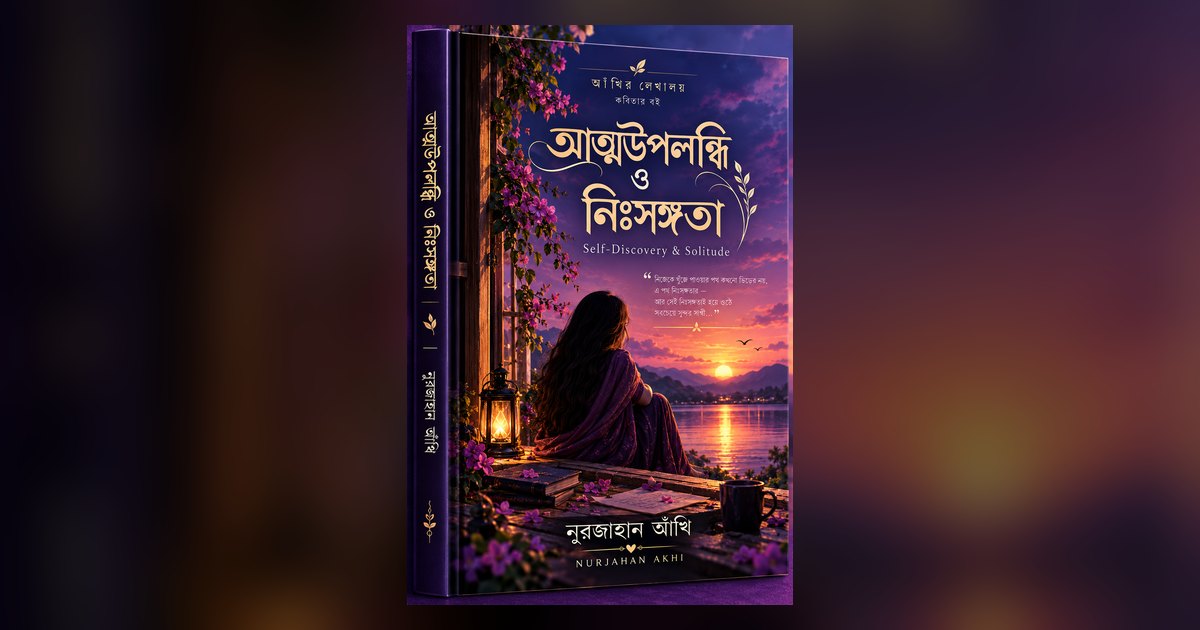 আঁখির লেখালয়
কবিতার বই
আত্মউপলব্ধি
ও
নিঃসঙ্গতা
Self-Discovery & Solitude
“নিজেকে খুঁজে পাওয়ার পথ কখনো ভিড়ের নয়,
এ পথ নিঃসঙ্গতার —
আর সেই নিঃসঙ্গতাই হয়ে ওঠে
সবচেয়ে সুন্দর সাথী...”
নুরজাহান আঁখি
NURJAHAN AKHI
আত্মউপলব্ধি ও নিঃসঙ্গতা | | নুরজাহান আঁখি